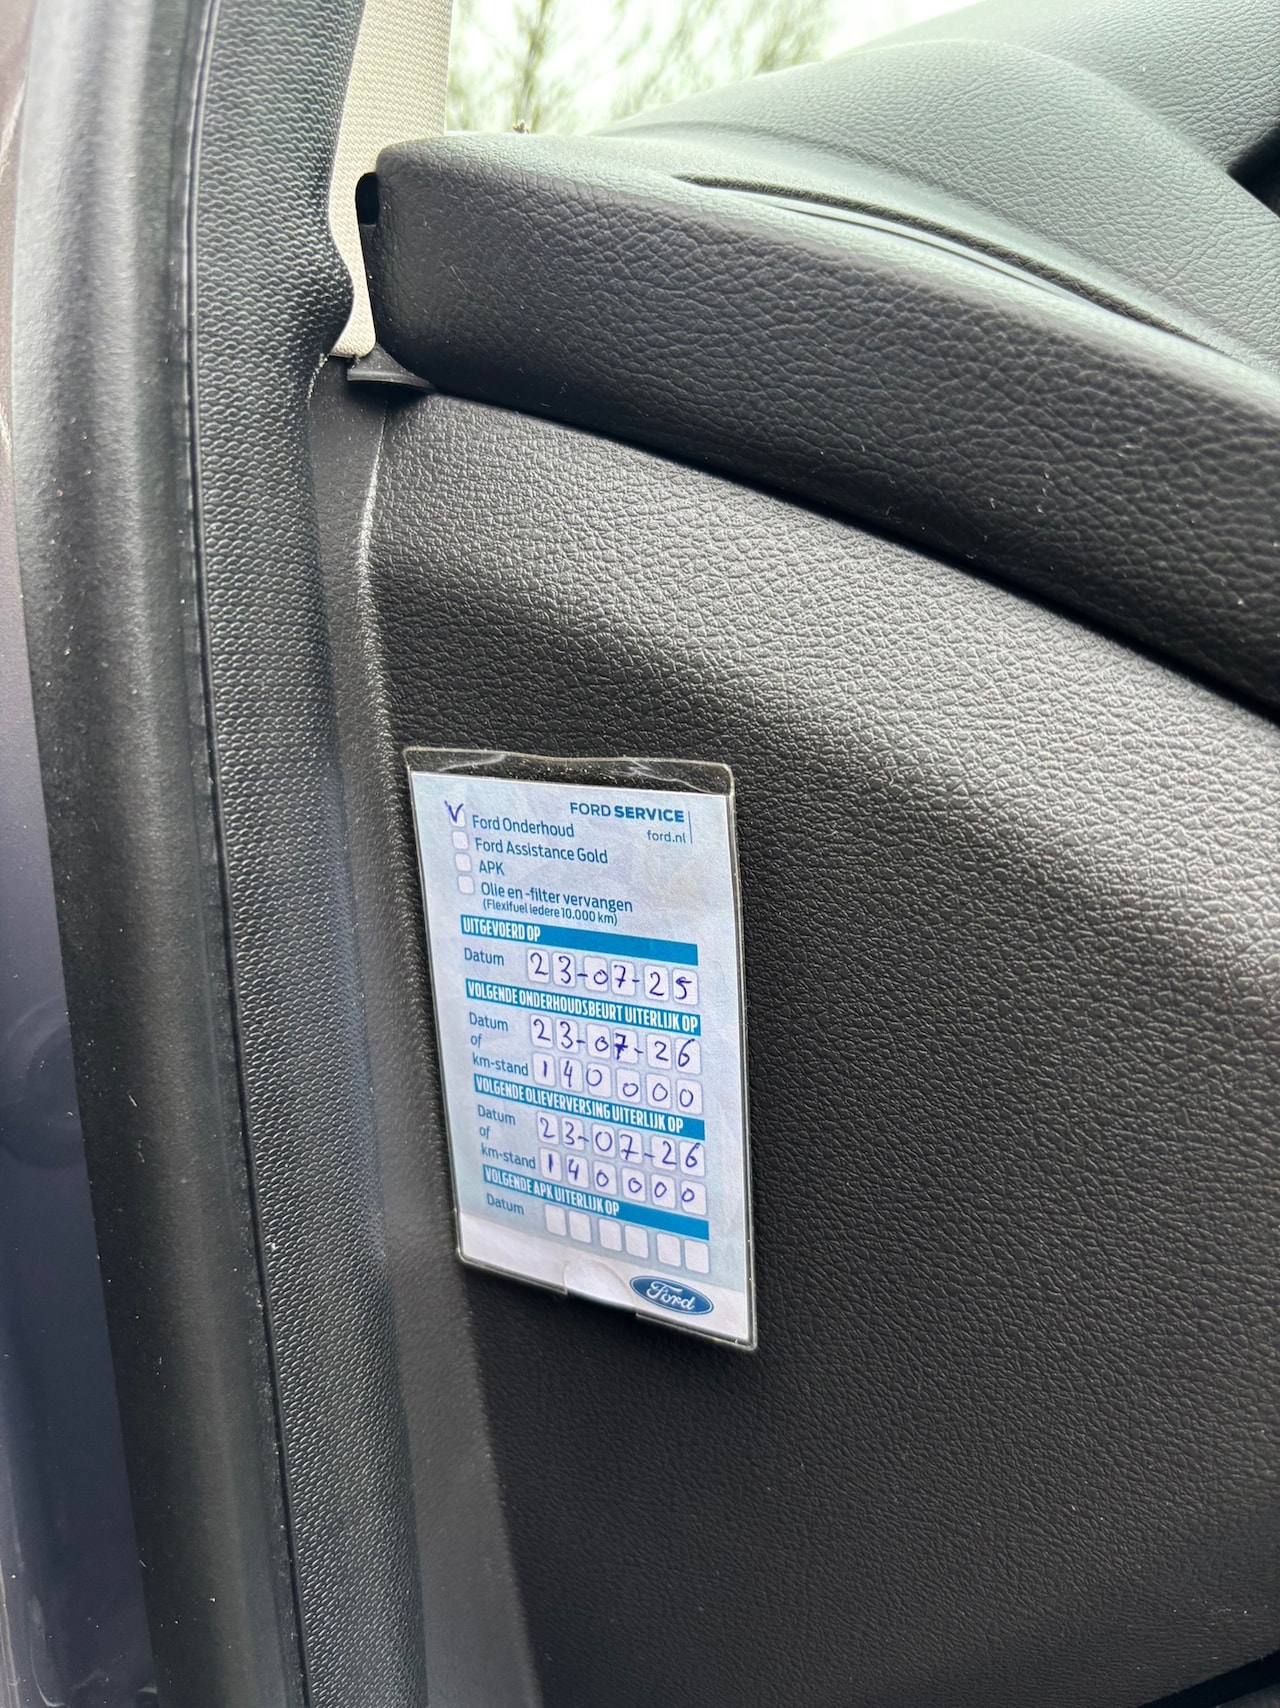 FORD SERVICE
ford.nl
V Ford Onderhoud
Ford Assistance Gold
APK
Olie en -filter vervangen
(Flexifuel iedere 10.000 km)
UITGEVOERD OP
Datum 23-07-25
VOLGENDE ONDERHOUDSBEURT UITERLIJK OP
Datum 23-07-26
of
km-stand 140000
VOLGENDE OLIEVERVERSING UITERLIJK OP
Datum 23-07-26
of
km-stand 140000
VOLGENDE APK UITERLIJK OP
Datum
Ford